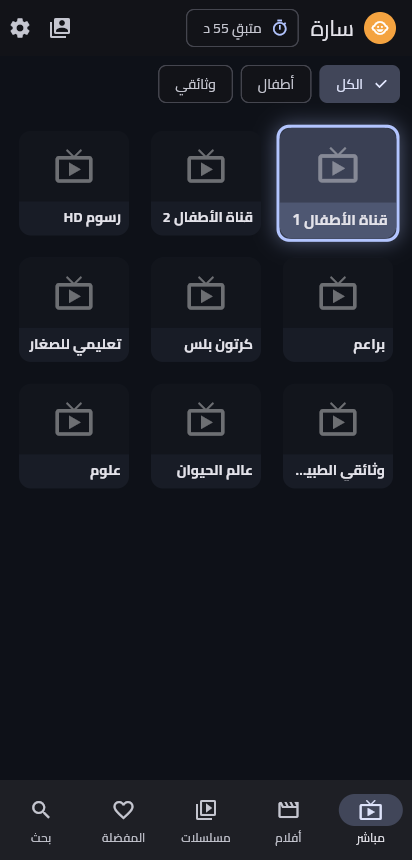 سارة
متبقٍ 55 د
الكل
أطفال
وثائقي
قناة الأطفال 1
قناة الأطفال 2
رسوم HD
براعم
كرتون بلس
تعليمي للصغار
وثائقي الطبيـ...
عالم الحيوان
علوم
مباشر
أفلام
مسلسلات
المفضلة
بحث